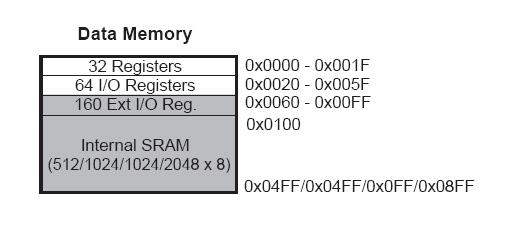 Data Memory
32 Registers
0x0000 - 0x001F
64 I/O Registers
0x0020 - 0x005F
160 Ext I/O Reg.
0x0060 - 0x00FF
0x0100
Internal SRAM
(512/1024/1024/2048 x 8)
0x04FF/0x04FF/0x0FF/0x08FF